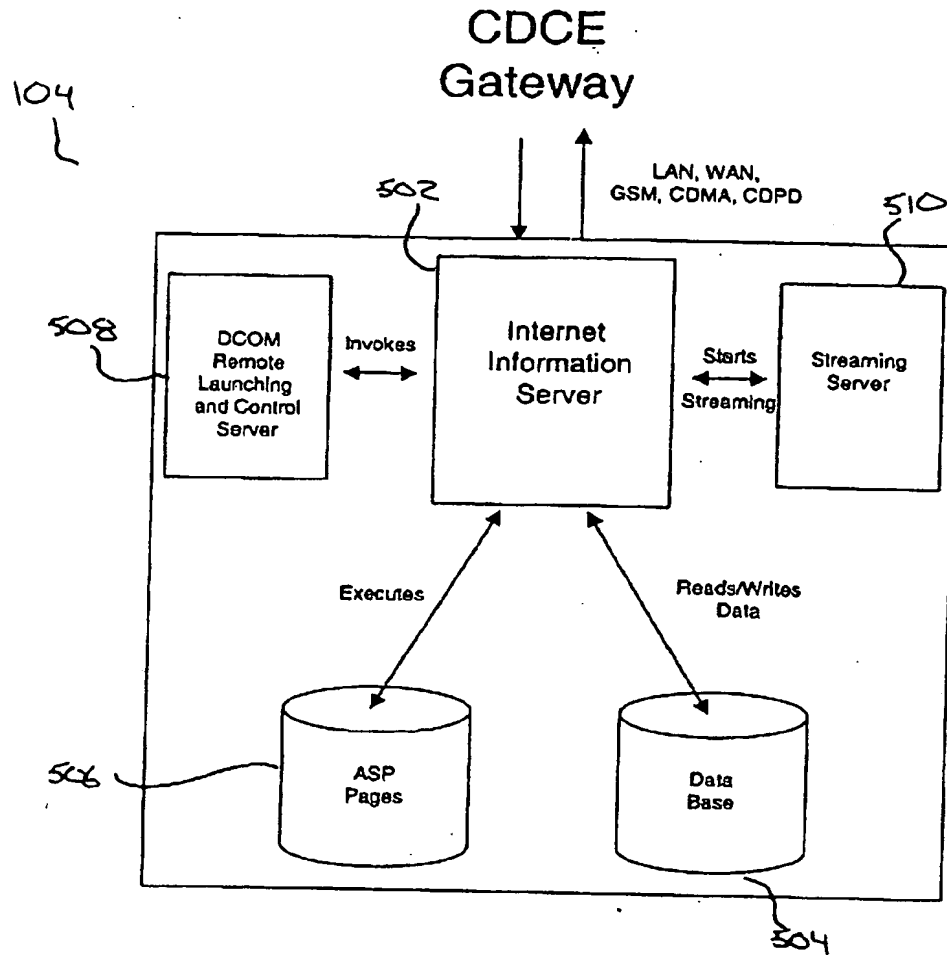 CDCE
Gateway
104
LAN, WAN,
GSM, CDMA, CDPD
502
510
508
DCOM
Remote
Launching
and Control
Server
Invokes
Internet
Information
Server
Starts
Streaming
Streaming
Server
Executes
Reads/Writes
Data
506
ASP
Pages
Data
Base
504